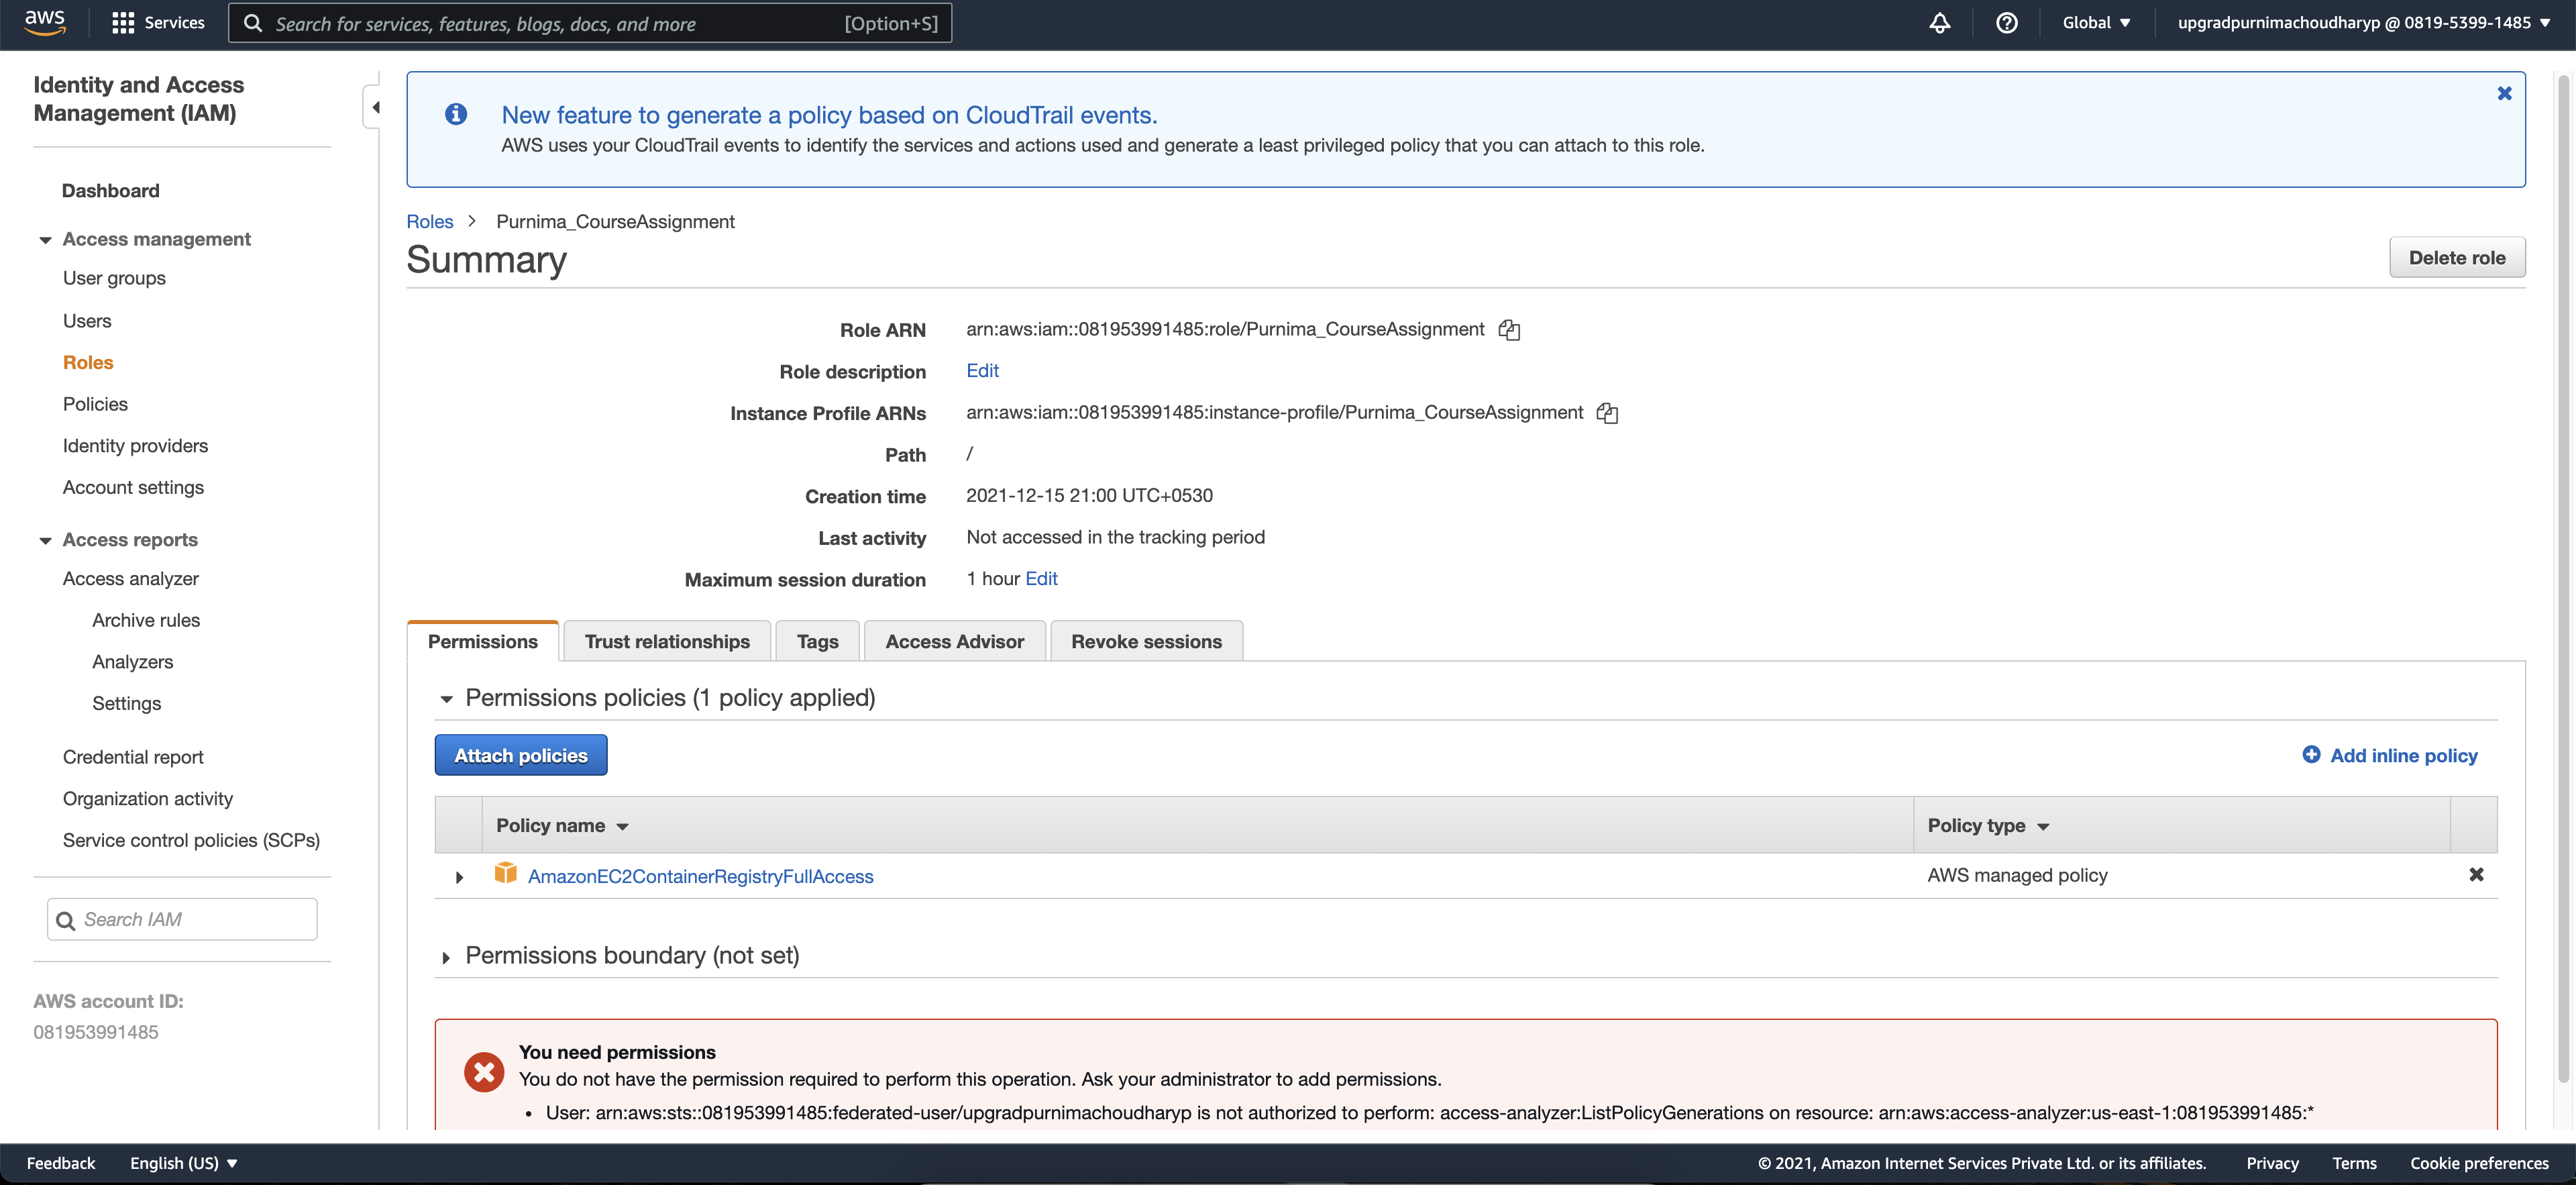 aws
Services
Search for services, features, blogs, docs, and more
[Option+S]
Global
upgradpurnimachoudharyp @ 0819-5399-1485
Identity and Access
Management (IAM)
Dashboard
Access management
User groups
Users
Roles
Policies
Identity providers
Account settings
Access reports
Access analyzer
Archive rules
Analyzers
Settings
Credential report
Organization activity
Service control policies (SCPs)
Search IAM
AWS account ID:
081953991485
New feature to generate a policy based on CloudTrail events.
AWS uses your CloudTrail events to identify the services and actions used and generate a least privileged policy that you can attach to this role.
Roles > Purnima_CourseAssignment
Summary
Delete role
Role ARN arn:aws:iam::081953991485:role/Purnima_CourseAssignment
Role description Edit
Instance Profile ARNs arn:aws:iam::081953991485:instance-profile/Purnima_CourseAssignment
Path /
Creation time 2021-12-15 21:00 UTC+0530
Last activity Not accessed in the tracking period
Maximum session duration 1 hour Edit
Permissions Trust relationships Tags Access Advisor Revoke sessions
Permissions policies (1 policy applied)
Attach policies
Add inline policy
Policy name Policy type
AmazonEC2ContainerRegistryFullAccess AWS managed policy
Permissions boundary (not set)
You need permissions
You do not have the permission required to perform this operation. Ask your administrator to add permissions.
• User: arn:aws:sts::081953991485:federated-user/upgradpurnimachoudharyp is not authorized to perform: access-analyzer:ListPolicyGenerations on resource: arn:aws:access-analyzer:us-east-1:081953991485:*
Feedback English (US)
© 2021, Amazon Internet Services Private Ltd. or its affiliates. Privacy Terms Cookie preferences